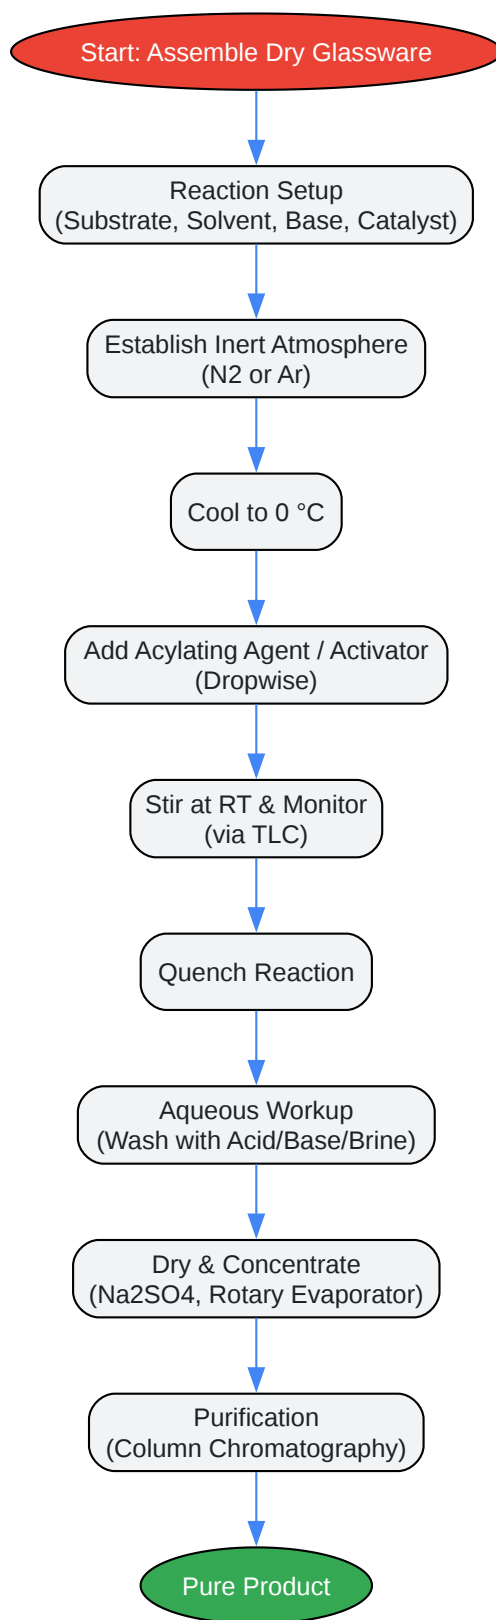 Start: Assemble Dry Glassware
Reaction Setup
(Substrate, Solvent, Base, Catalyst)
Establish Inert Atmosphere
(N2 or Ar)
Cool to 0 °C
Add Acylating Agent / Activator
(Dropwise)
Stir at RT & Monitor
(via TLC)
Quench Reaction
Aqueous Workup
(Wash with Acid/Base/Brine)
Dry & Concentrate
(Na2SO4, Rotary Evaporator)
Purification
(Column Chromatography)
Pure Product